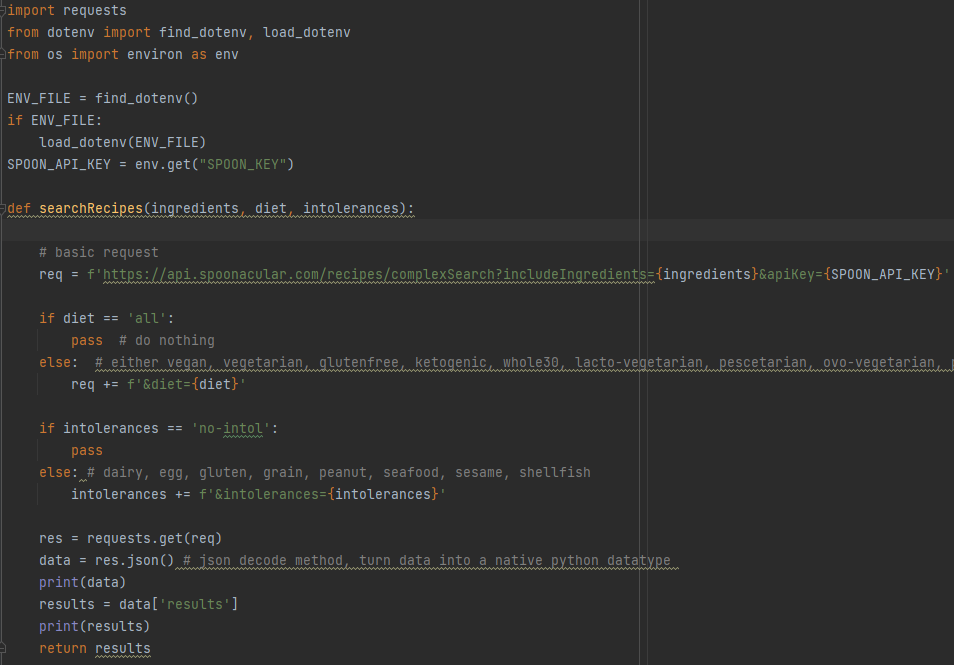 import requests
from dotenv import find_dotenv, load_dotenv
from os import environ as env

ENV_FILE = find_dotenv()
if ENV_FILE:
    load_dotenv(ENV_FILE)
SPOON_API_KEY = env.get("SPOON_KEY")

def searchRecipes(ingredients, diet, intolerances):

    # basic request
    req = f'https://api.spoonacular.com/recipes/complexSearch?includeIngredients={ingredients}&apiKey={SPOON_API_KEY}'

    if diet == 'all':
        pass  # do nothing
    else:  # either vegan, vegetarian, glutenfree, ketogenic, whole30, lacto-vegetarian, pescetarian, ovo-vegetarian,
        req += f'&diet={diet}'

    if intolerances == 'no-intol':
        pass
    else: # dairy, egg, gluten, grain, peanut, seafood, sesame, shellfish
        intolerances += f'&intolerances={intolerances}'

    res = requests.get(req)
    data = res.json() # json decode method, turn data into a native python datatype
    print(data)
    results = data['results']
    print(results)
    return results